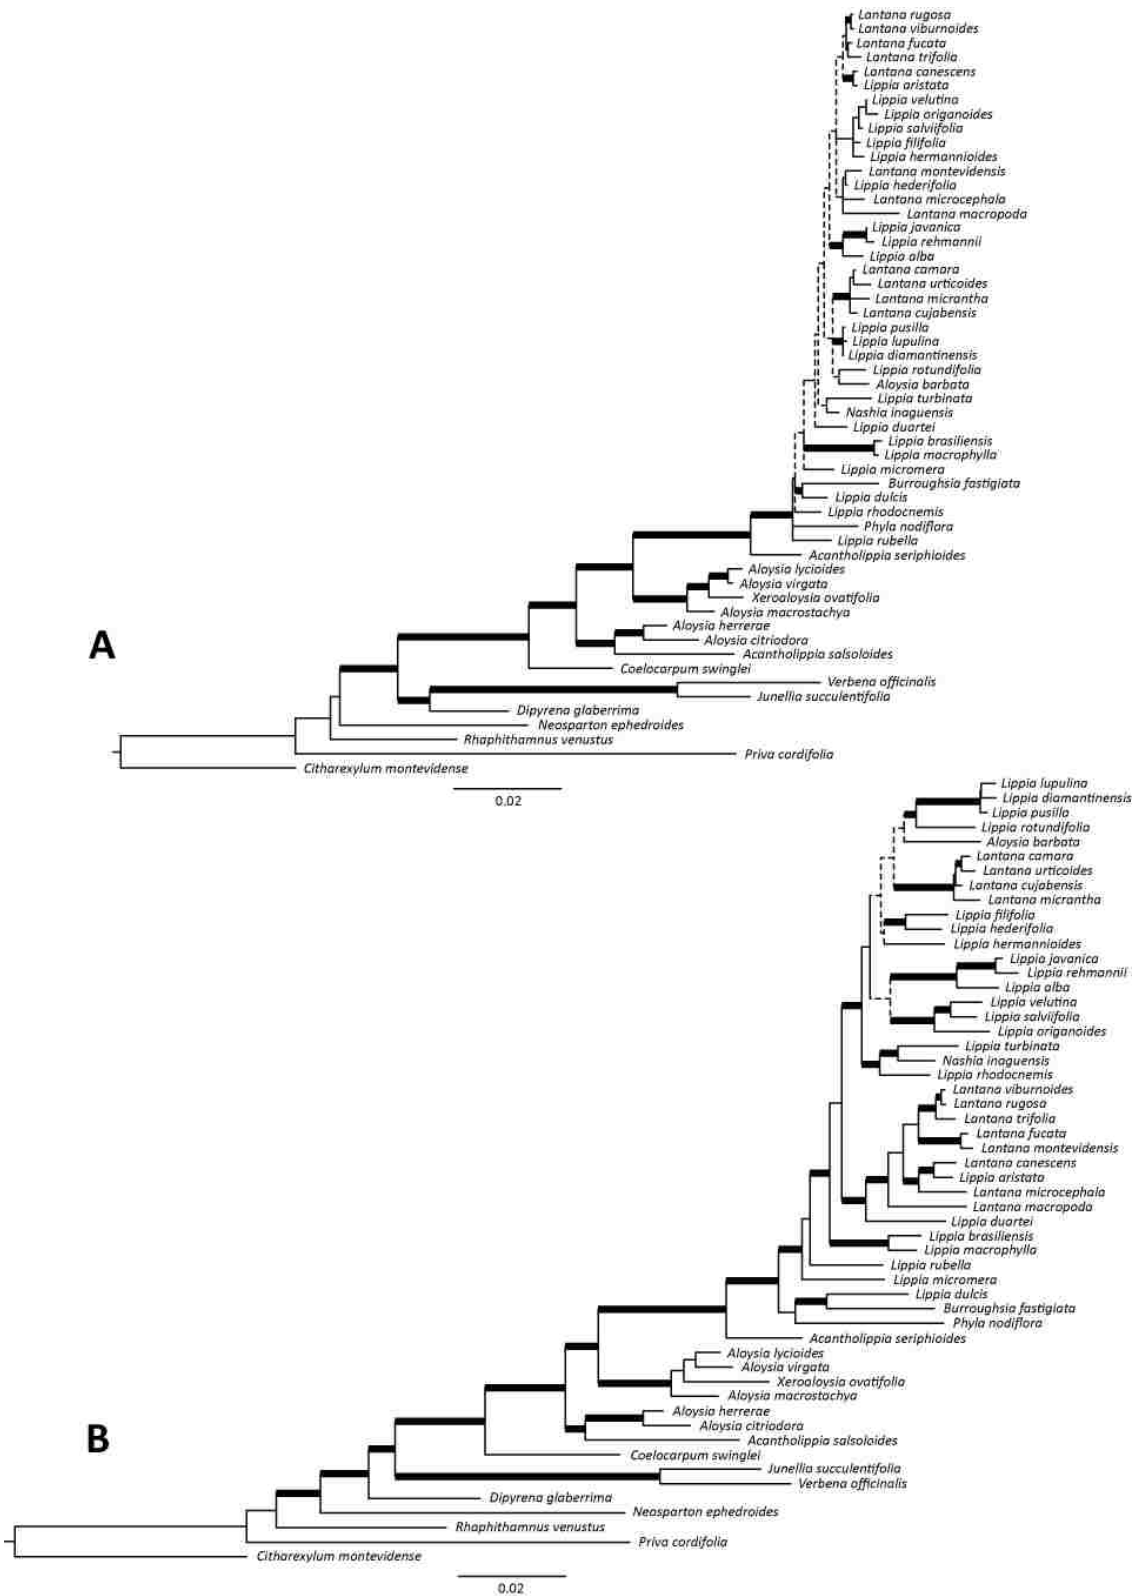 Lantana rugosa
Lantana viburnoides
Lantana fucata
Lantana trifolia
Lantana canescens
Lippia aristata
Lippia velutina
Lippia origanoides
Lippia salviifolia
Lippia filifolia
Lippia hermannioides
Lantana montevidensis
Lippia hederifolia
Lantana microcephala
Lantana macropoda
Lippia javanica
Lippia rehmannii
Lippia alba
Lantana camara
Lantana urticoides
Lantana micrantha
Lantana cujabensis
Lippia pusilla
Lippia lupulina
Lippia diamantinensis
Lippia rotundifolia
Aloysia barbata
Lippia turbinata
Nashia inaguensis
Lippia duartei
Lippia brasiliensis
Lippia macrophylla
Lippia micromera
Burroughsia fastigiata
Lippia dulcis
Lippia rhodocnemis
Phyla nodiflora
Lippia rubella
Acantholippia seriphioides
Aloysia lycioides
Aloysia virgata
Xeroaloysia ovatifolia
Aloysia macrostachya
Aloysia herrerae
Aloysia citriodora
A
Acantholippia salsoloides
Coelocarpum swinglei
Verbena officinalis
Junellia succulentifolia
Dipyrena glaberrima
Neosparton ephedroides
Rhaphithamnus venustus
Priva cordifolia
Citharexylum montevidense
0.02
Lippia lupulina
Lippia diamantinensis
Lippia pusilla
Lippia rotundifolia
Aloysia barbata
Lantana camara
Lantana urticoides
Lantana cujabensis
Lantana micrantha
Lippia filifolia
Lippia hederifolia
Lippia hermannioides
Lippia javanica
Lippia rehmannii
Lippia alba
Lippia velutina
Lippia salviifolia
Lippia origanoides
Lippia turbinata
Nashia inaguensis
Lippia rhodocnemis
Lantana viburnoides
Lantana rugosa
Lantana trifolia
Lantana fucata
Lantana montevidensis
Lantana canescens
Lippia aristata
Lantana microcephala
Lantana macropoda
Lippia duartei
Lippia brasiliensis
Lippia macrophylla
Lippia rubella
Lippia micromera
Lippia dulcis
Burroughsia fastigiata
Phyla nodiflora
Acantholippia seriphioides
Aloysia lycioides
Aloysia virgata
Xeroaloysia ovatifolia
Aloysia macrostachya
Aloysia herrerae
Aloysia citriodora
B
Acantholippia salsoloides
Coelocarpum swinglei
Junellia succulentifolia
Verbena officinalis
Dipyrena glaberrima
Neosparton ephedroides
Rhaphithamnus venustus
Priva cordifolia
Citharexylum montevidense
0.02